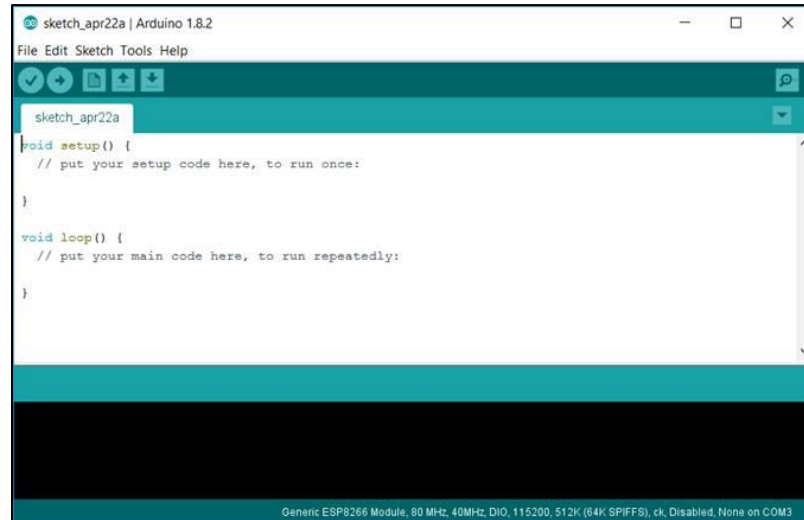 sketch_apr22a | Arduino 1.8.2
File Edit Sketch Tools Help
sketch_apr22a
void setup() {
// put your setup code here, to run once:
}
void loop() {
// put your main code here, to run repeatedly:
}
Generic ESP8266 Module, 80 MHz, 40MHz, DIO, 115200, 512K (64K SPIFFS), ck, Disabled, None on COM3